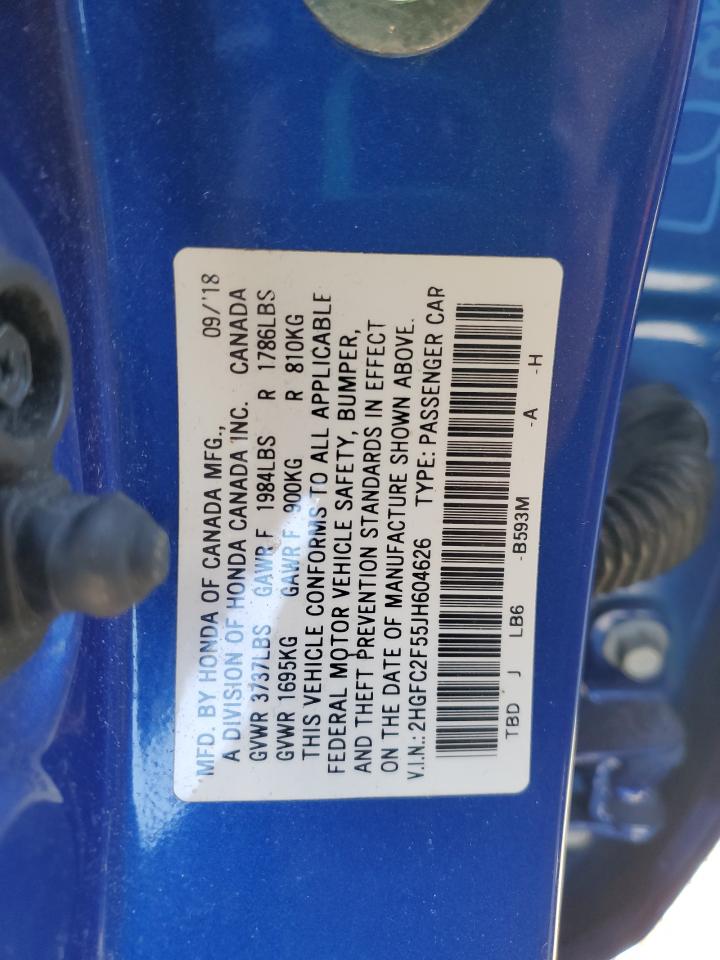 MFD. BY HONDA OF CANADA MFG., 09/'18
A DIVISION OF HONDA CANADA INC. CANADA
GVWR 3737LBS GAWR F 1984LBS R 1786LBS
GVWR 1695KG GAWR F 900KG R 810KG
THIS VEHICLE CONFORMS TO ALL APPLICABLE
FEDERAL MOTOR VEHICLE SAFETY, BUMPER,
AND THEFT PREVENTION STANDARDS IN EFFECT
ON THE DATE OF MANUFACTURE SHOWN ABOVE.
V.I.N.: 2HGFC2F55JH604626 TYPE: PASSENGER CAR
TBD J LB6 -B593M -A -H